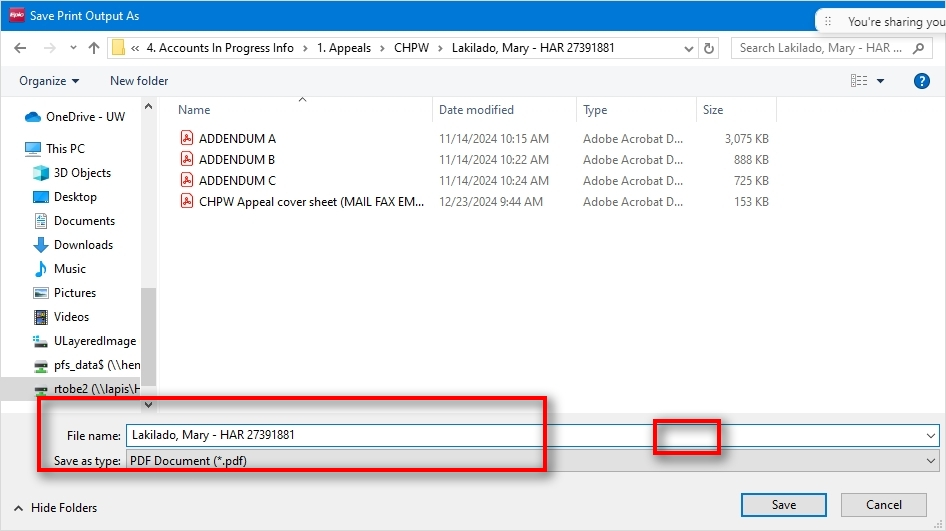 Epic Save Print Output As
You're sharing you
« 4. Accounts In Progress Info > 1. Appeals > CHPW > Lakilado, Mary - HAR 27391881
Search Lakilado, Mary - HAR ...
Organize New folder
Name Date modified Type Size
OneDrive - UW
This PC
3D Objects
Desktop
Documents
Downloads
Music
Pictures
Videos
ULayeredImage
pfs_data$ (\\hen
rtobe2 (\\lapis\H
ADDENDUM A 11/14/2024 10:15 AM Adobe Acrobat D... 3,075 KB
ADDENDUM B 11/14/2024 10:22 AM Adobe Acrobat D... 888 KB
ADDENDUM C 11/14/2024 10:24 AM Adobe Acrobat D... 725 KB
CHPW Appeal cover sheet (MAIL FAX EM... 12/23/2024 9:44 AM Adobe Acrobat D... 153 KB
File name: Lakilado, Mary - HAR 27391881
Save as type: PDF Document (*.pdf)
Hide Folders
Save Cancel